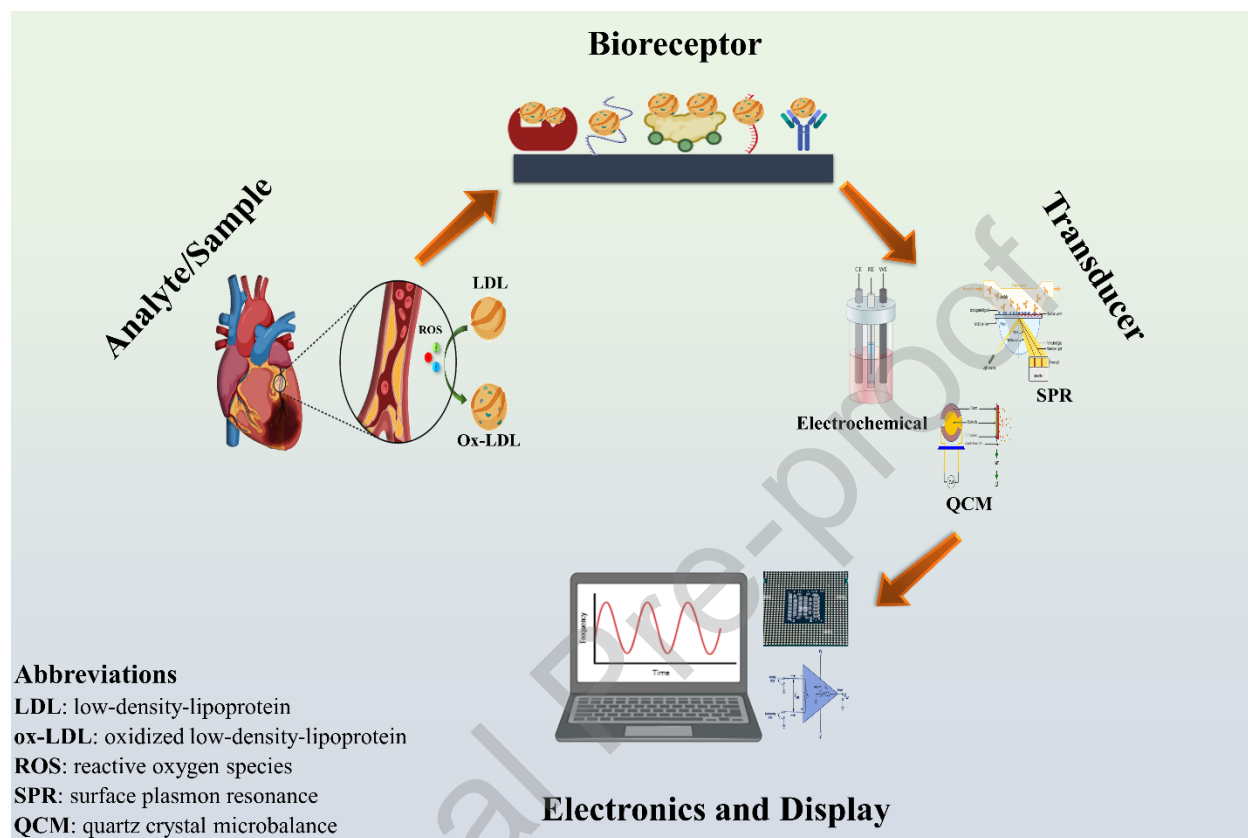 Bioreceptor
Analyte/Sample
Transducer
LDL
ROS
Ox-LDL
CE RE WE
Electrochemical
SPR
QCM
Frequency
Time
Abbreviations
LDL: low-density-lipoprotein
ox-LDL: oxidized low-density-lipoprotein
ROS: reactive oxygen species
SPR: surface plasmon resonance
QCM: quartz crystal microbalance
Electronics and Display
al Pre-proof